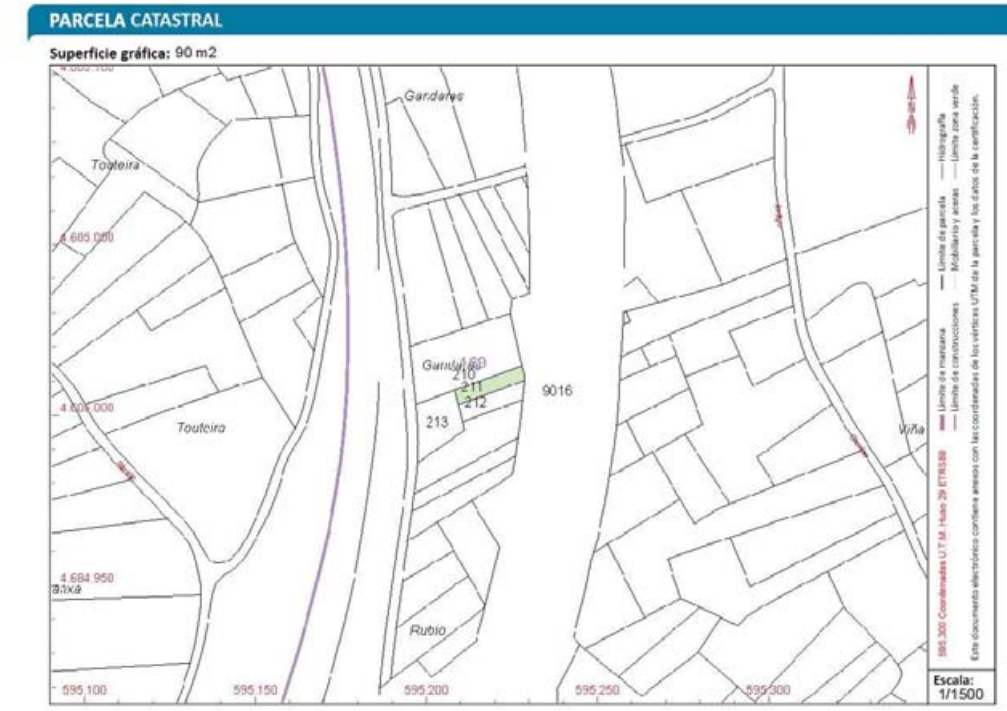 PARCELA CATASTRAL
Superficie gráfica: 90 m2
Gandares
Touteira
4.685.050
210
211
9016
212
213
4.685.000
Touteira
Viña
4.684.950
Rubio
595.100
595.150
595.200
595.250
595.300
Límite de manzana
Límite de parcela
Hidrografía
Límite de construcciones
Mobiliario y aceras
Límite zona verde
595.300 Coordenadas U.T.M. Huso 29 ETRS89
Este documento electrónico contiene anexos con las coordenadas de los vértices UTM de la parcela y los datos de la certificación.
Escala:
1/1500